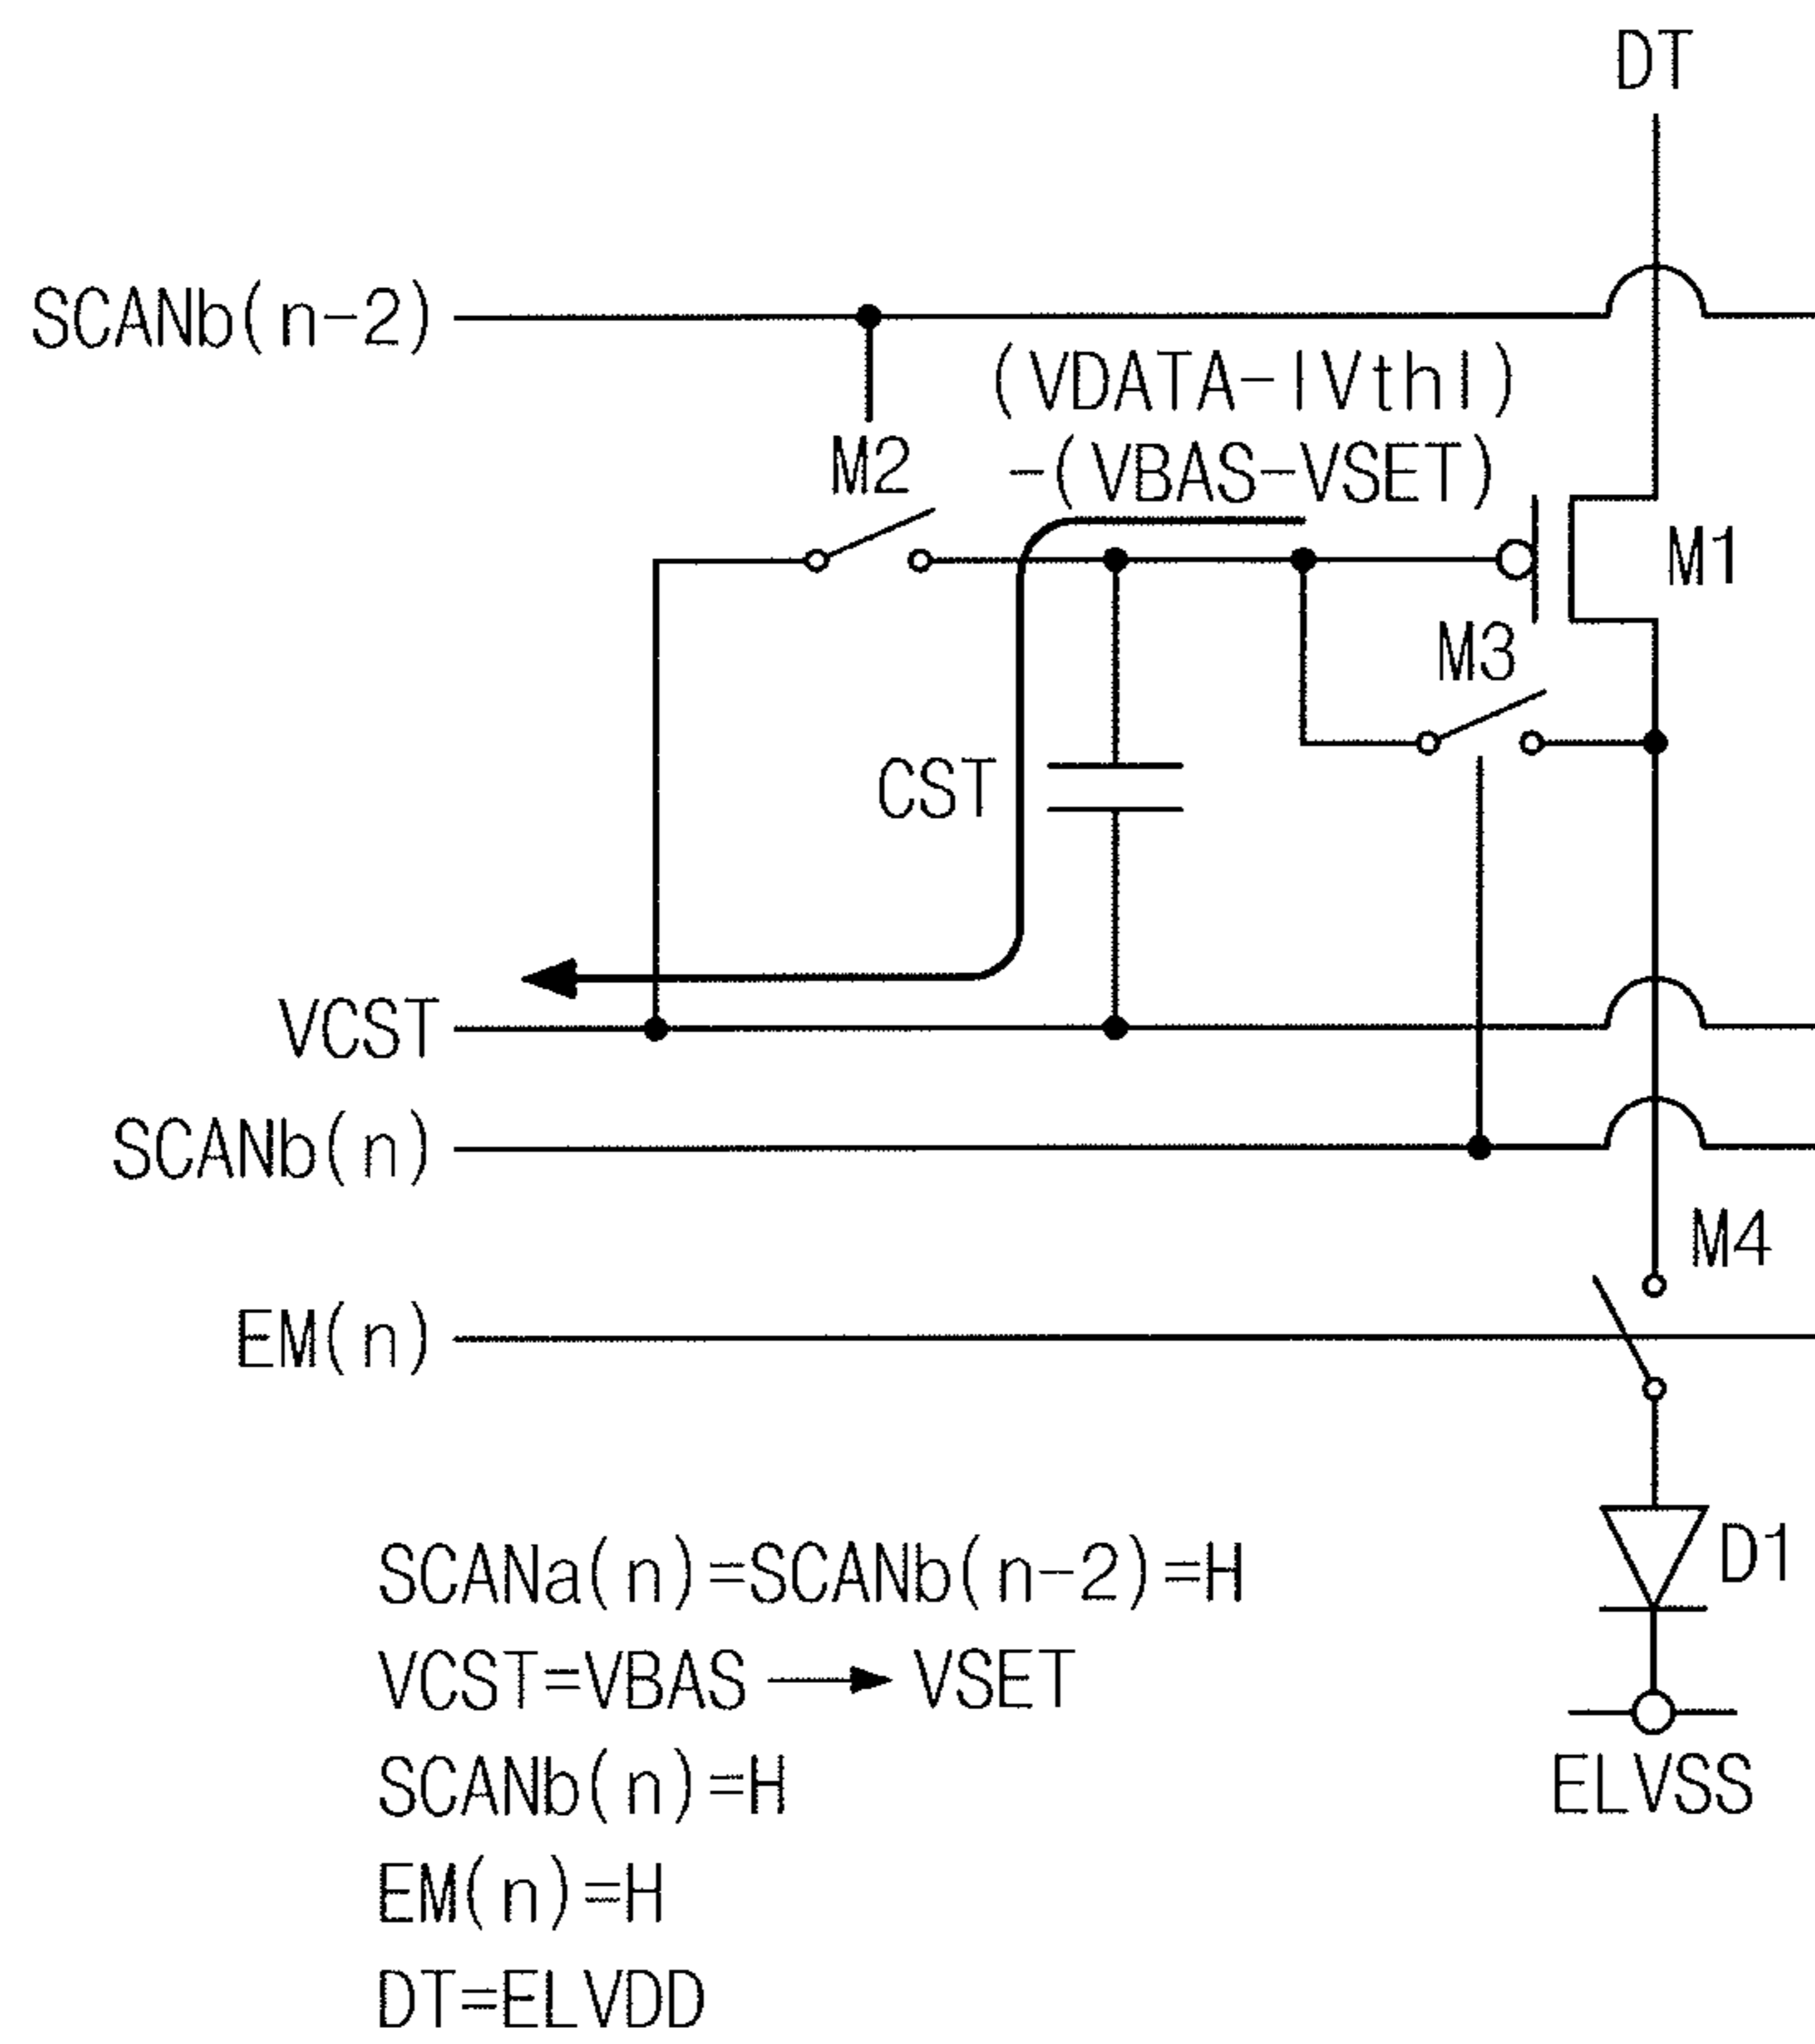 DT
SCANb(n-2)
(VDATA-|Vth|)
-(VBAS-VSET)
M2
M1
M3
CST
VCST
SCANb(n)
M4
EM(n)
D1
SCANa(n)=SCANb(n-2)=H
VCST=VBAS → VSET
SCANb(n)=H
ELVSS
EM(n)=H
DT=ELVDD